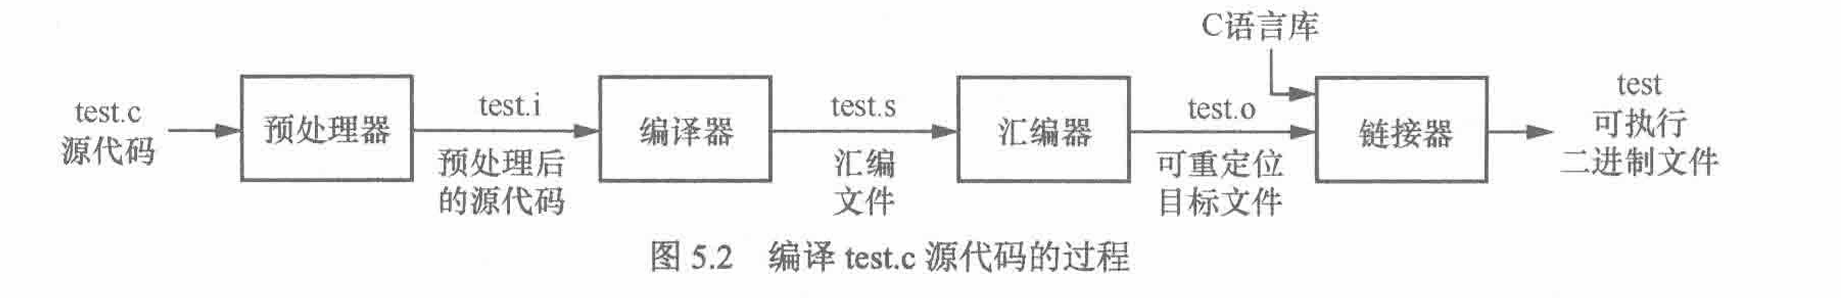 test.c
源代码
预处理器
test.i
预处理后
的源代码
编译器
test.s
汇编
文件
汇编器
test.o
可重定位
目标文件
C语言库
链接器
test
可执行
二进制文件
图 5.2 编译 test.c 源代码的过程